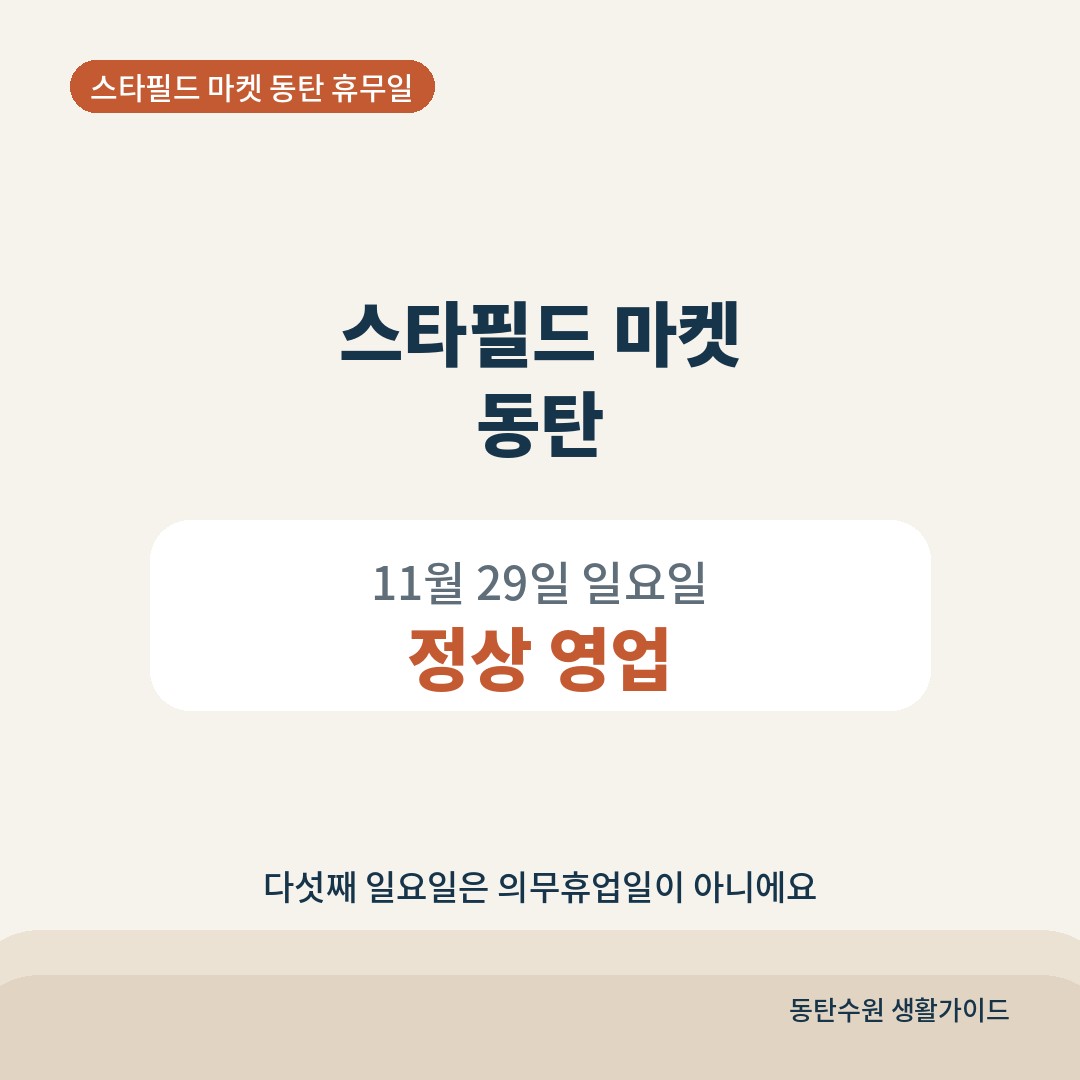 스타필드 마켓 동탄 휴무일
스타필드 마켓
동탄
11월 29일 일요일
정상 영업
다섯째 일요일은 의무휴업일이 아니에요
동탄수원 생활가이드